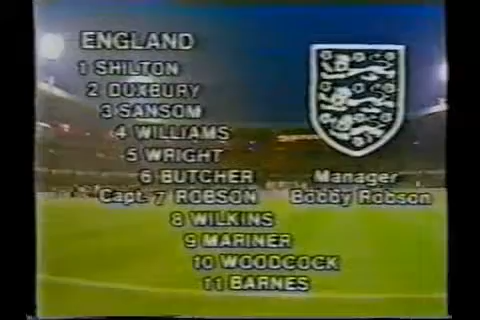 ENGLAND
1 SHILTON
2 DUXBURY
3 SANSOM
4 WILLIAMS
5 WRIGHT
6 BUTCHER
Capt. 7 ROBSON
8 WILKINS
9 MARINER
10 WOODCOCK
11 BARNES
Manager
Bobby Robson